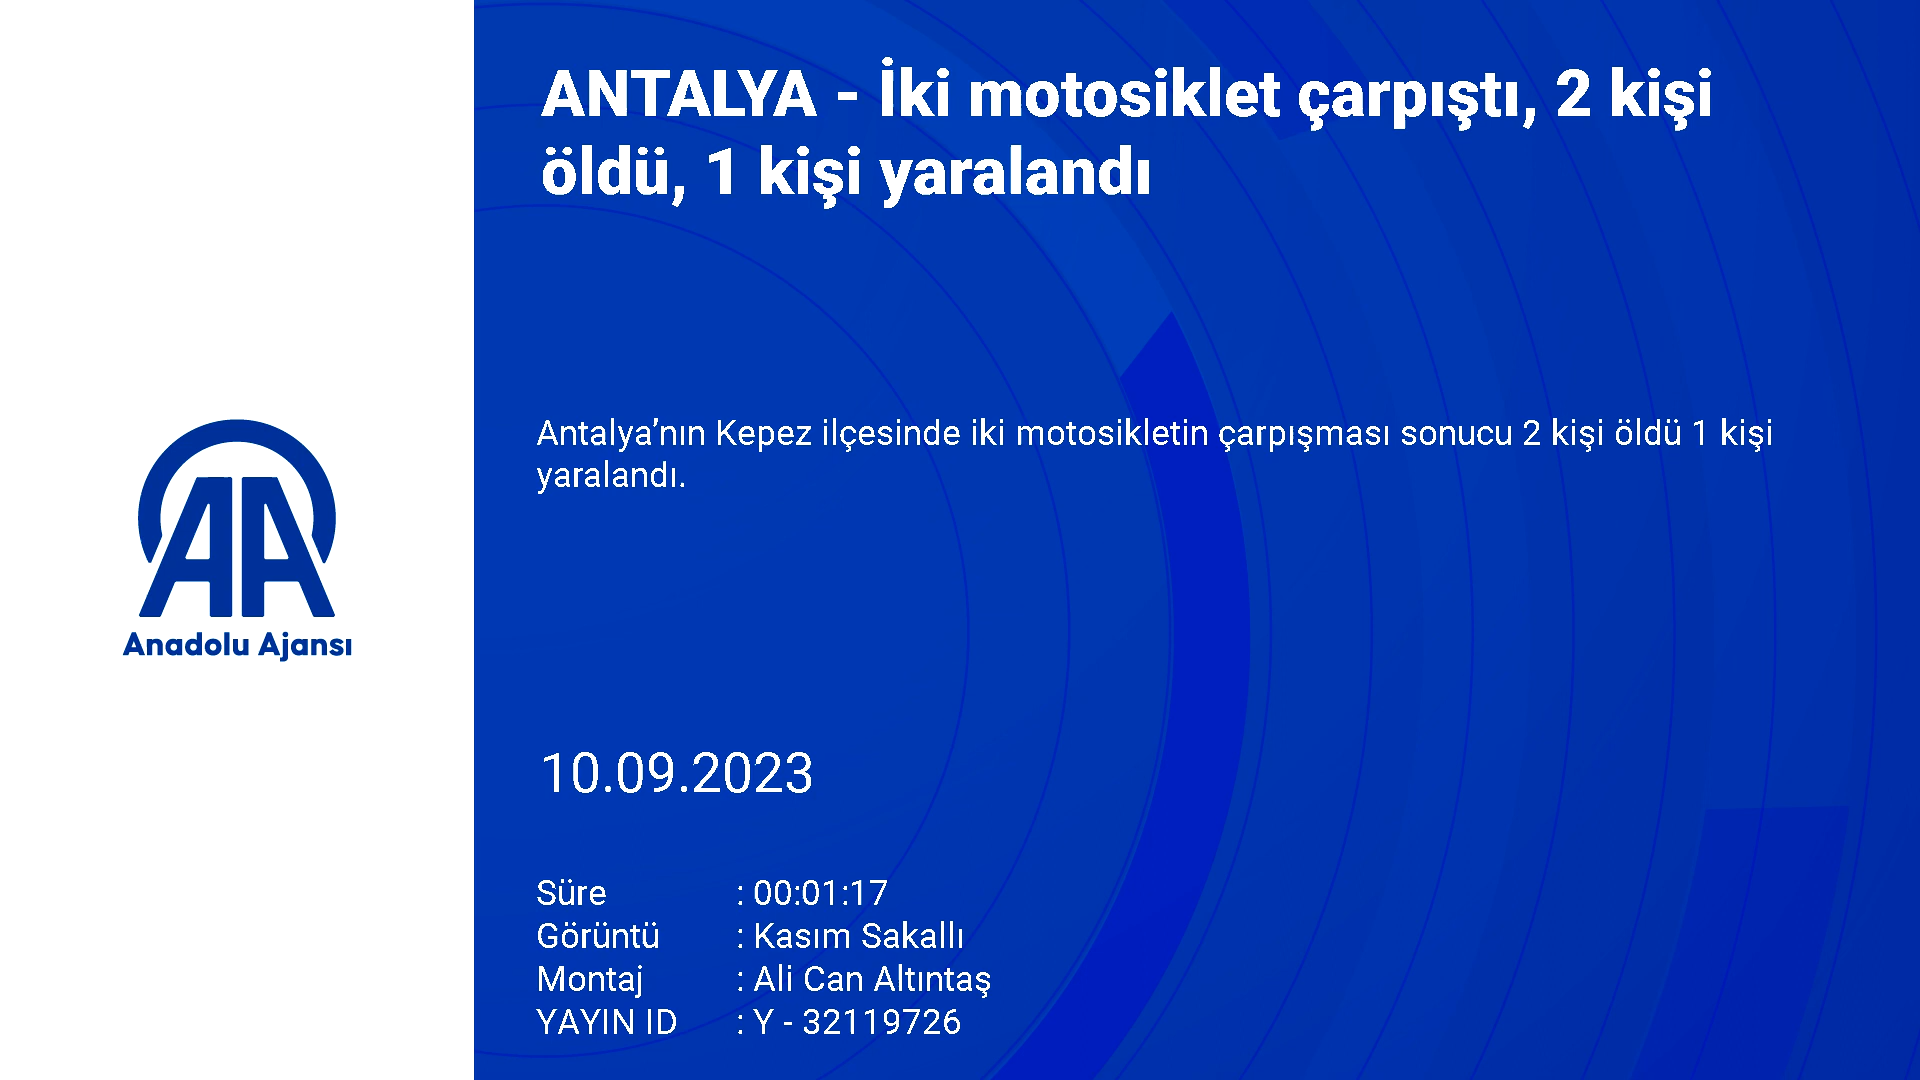 ANTALYA - İki motosiklet çarpıştı, 2 kişi
öldü, 1 kişi yaralandı
Antalya’nın Kepez ilçesinde iki motosikletin çarpışması sonucu 2 kişi öldü 1 kişi
yaralandı.
AA
Anadolu Ajansı
10.09.2023
Süre : 00:01:17
Görüntü : Kasım Sakallı
Montaj : Ali Can Altıntaş
YAYIN ID : Y - 32119726